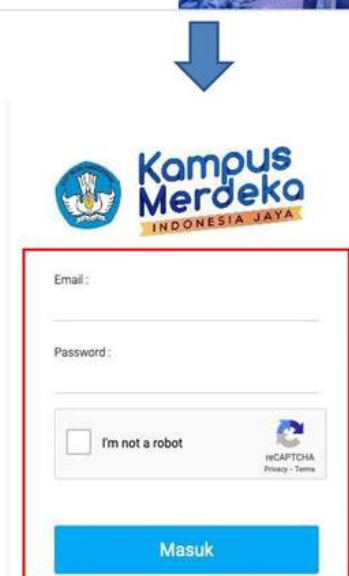 Kampus
Merdeka
INDONESIA JAYA
Email :
Password :
I'm not a robot
reCAPTCHA
Privacy - Terms
Masuk